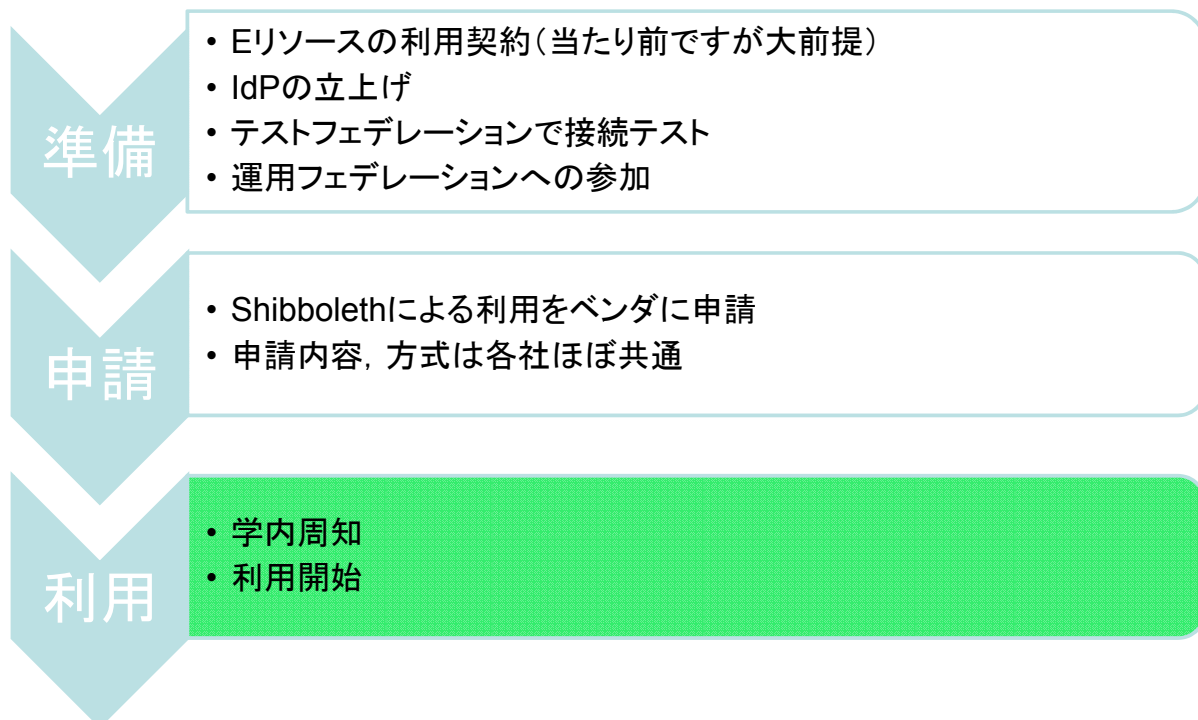 準備
• Eリソースの利用契約（当たり前ですが大前提）
• IdPの立上げ
• テストフェデレーションで接続テスト
• 運用フェデレーションへの参加
申請
• Shibbolethによる利用をベンダに申請
• 申請内容，方式は各社ほぼ共通
利用
• 学内周知
• 利用開始